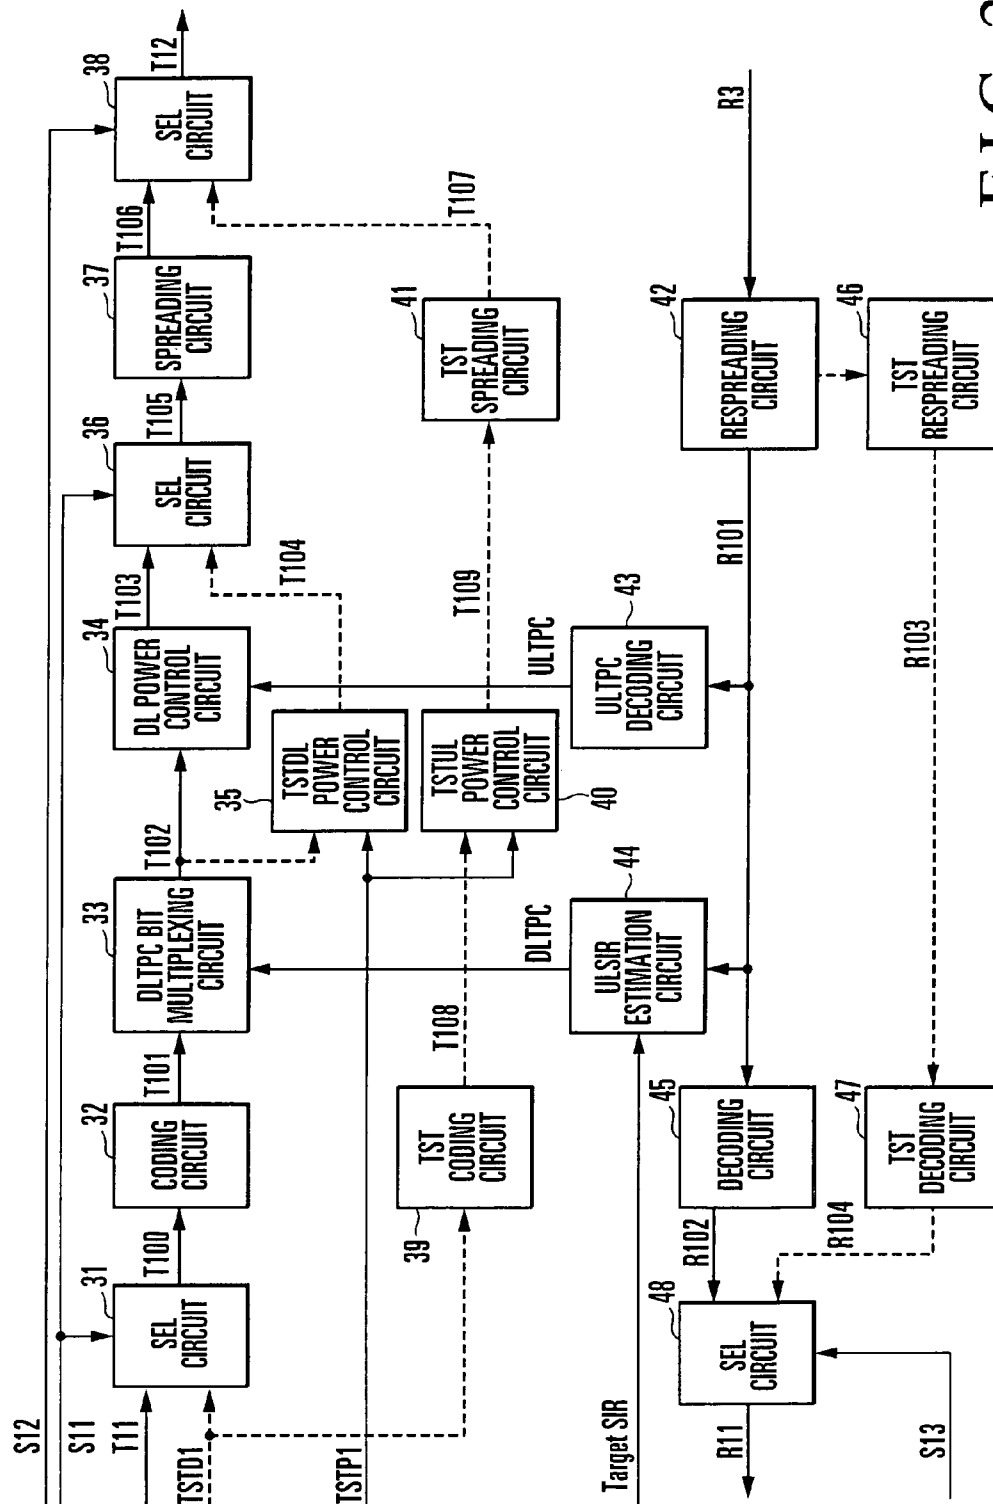 S12
S11
T11
TSTD1
TSTP1
Target SIR
R11
S13
31
SEL
CIRCUIT
T100
32
CODING
CIRCUIT
T101
33
DLTPC BIT
MULTIPLEXING
CIRCUIT
T102
34
DL POWER
CONTROL
CIRCUIT
T103
36
SEL
CIRCUIT
T105
37
SPREADING
CIRCUIT
T106
38
SEL
CIRCUIT
T12
35
TSTDL
POWER
CONTROL
CIRCUIT
T104
39
TST
CODING
CIRCUIT
T108
TSTUL
POWER
CONTROL
CIRCUIT
40
T109
41
TST
SPREADING
CIRCUIT
T107
DLTPC
44
ULSIR
ESTIMATION
CIRCUIT
ULTPC
43
ULTPC
DECODING
CIRCUIT
48
SEL
CIRCUIT
R102
45
DECODING
CIRCUIT
R101
42
RESPREADING
CIRCUIT
R3
R104
47
TST
DECODING
CIRCUIT
R103
46
TST
RESPREADING
CIRCUIT